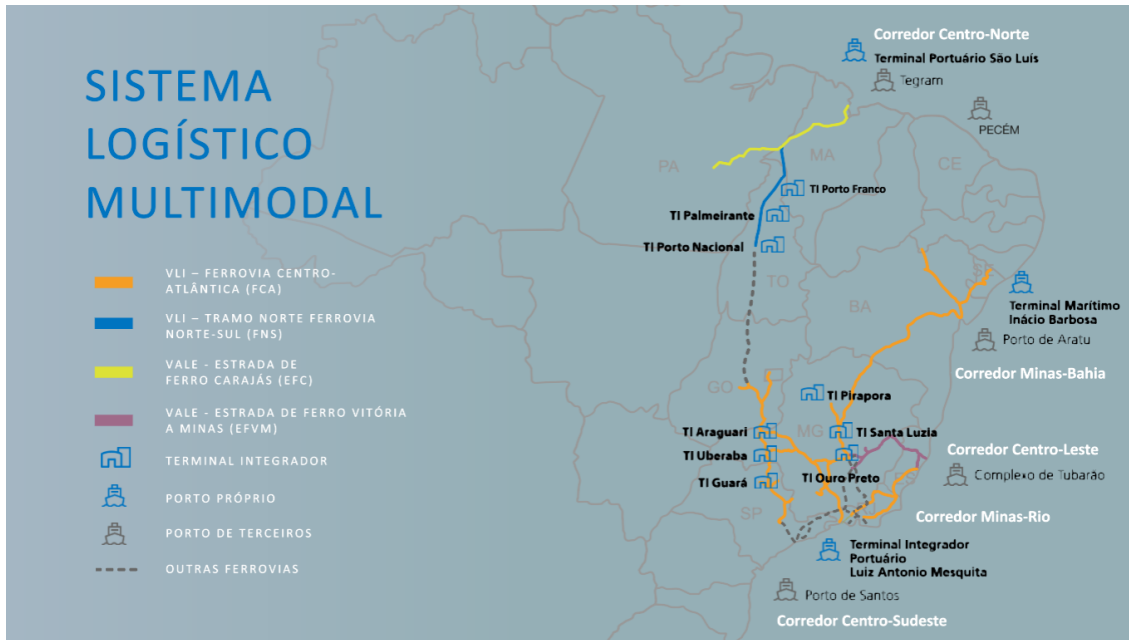 SISTEMA
LOGÍSTICO
MULTIMODAL
VLI – FERROVIA CENTRO-
ATLÂNTICA (FCA)
VLI – TRAMO NORTE FERROVIA
NORTE-SUL (FNS)
VALE - ESTRADA DE
FERRO CARAJÁS (EFC)
VALE - ESTRADA DE FERRO VITÓRIA
A MINAS (EFVM)
TERMINAL INTEGRADOR
PORTO PRÓPRIO
PORTO DE TERCEIROS
OUTRAS FERROVIAS
Corredor Centro-Norte
Terminal Portuário São Luís
Tegram
PECÉM
PA
MA
CE
TI Porto Franco
TI Palmeirante
TI Porto Nacional
TO
BA
SE
Terminal Marítimo
Inácio Barbosa
Porto de Aratu
Corredor Minas-Bahia
GO
TI Pirapora
TI Araguari
MG
TI Santa Luzia
TI Uberaba
Corredor Centro-Leste
TI Guará
TI Ouro Preto
Complexo de Tubarão
SP
Corredor Minas-Rio
Terminal Integrador
Portuário
Luiz Antonio Mesquita
Porto de Santos
Corredor Centro-Sudeste